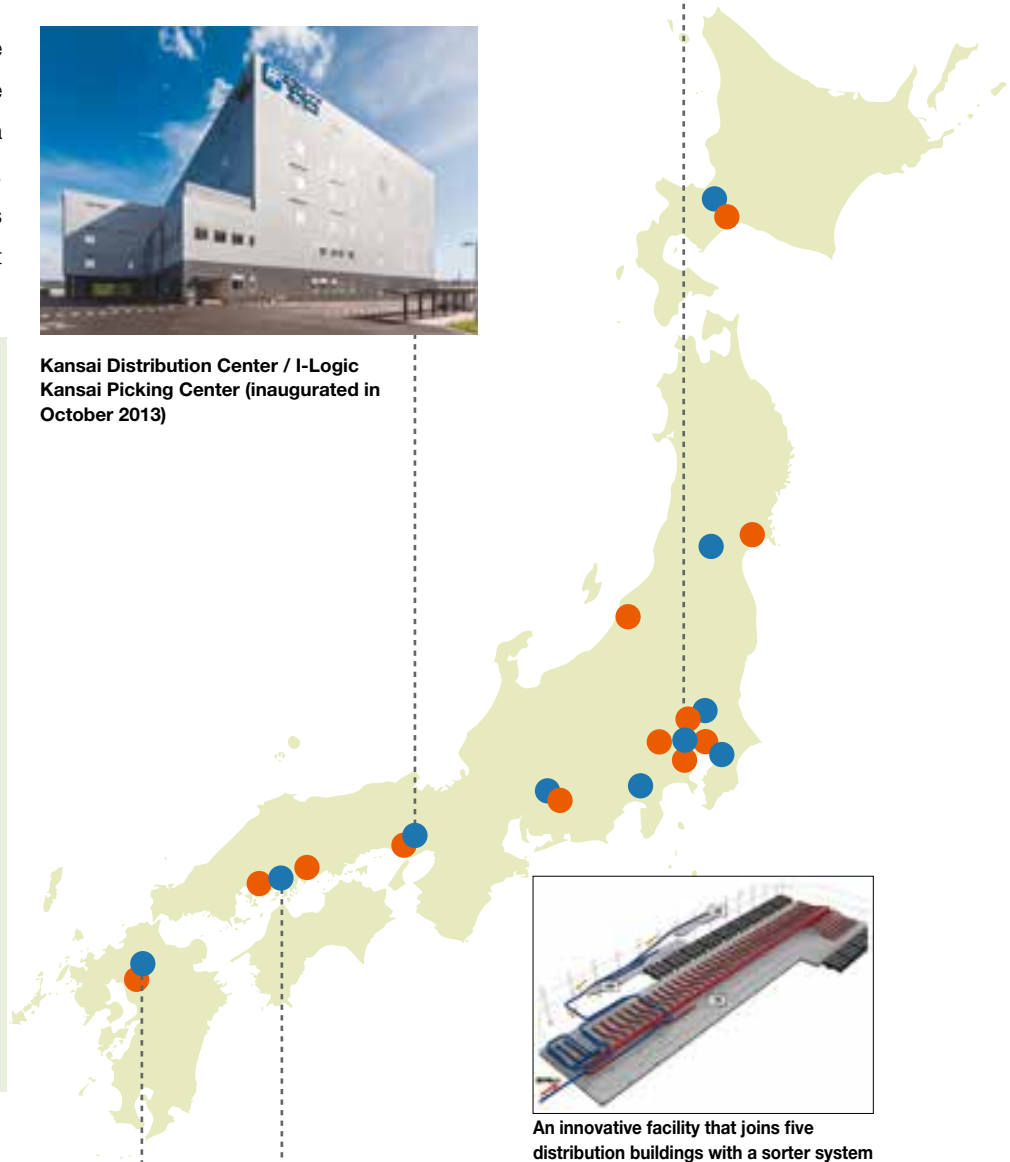 Kansai Distribution Center / I-Logic
Kansai Picking Center (inaugurated in
October 2013)
An innovative facility that joins five
distribution buildings with a sorter system